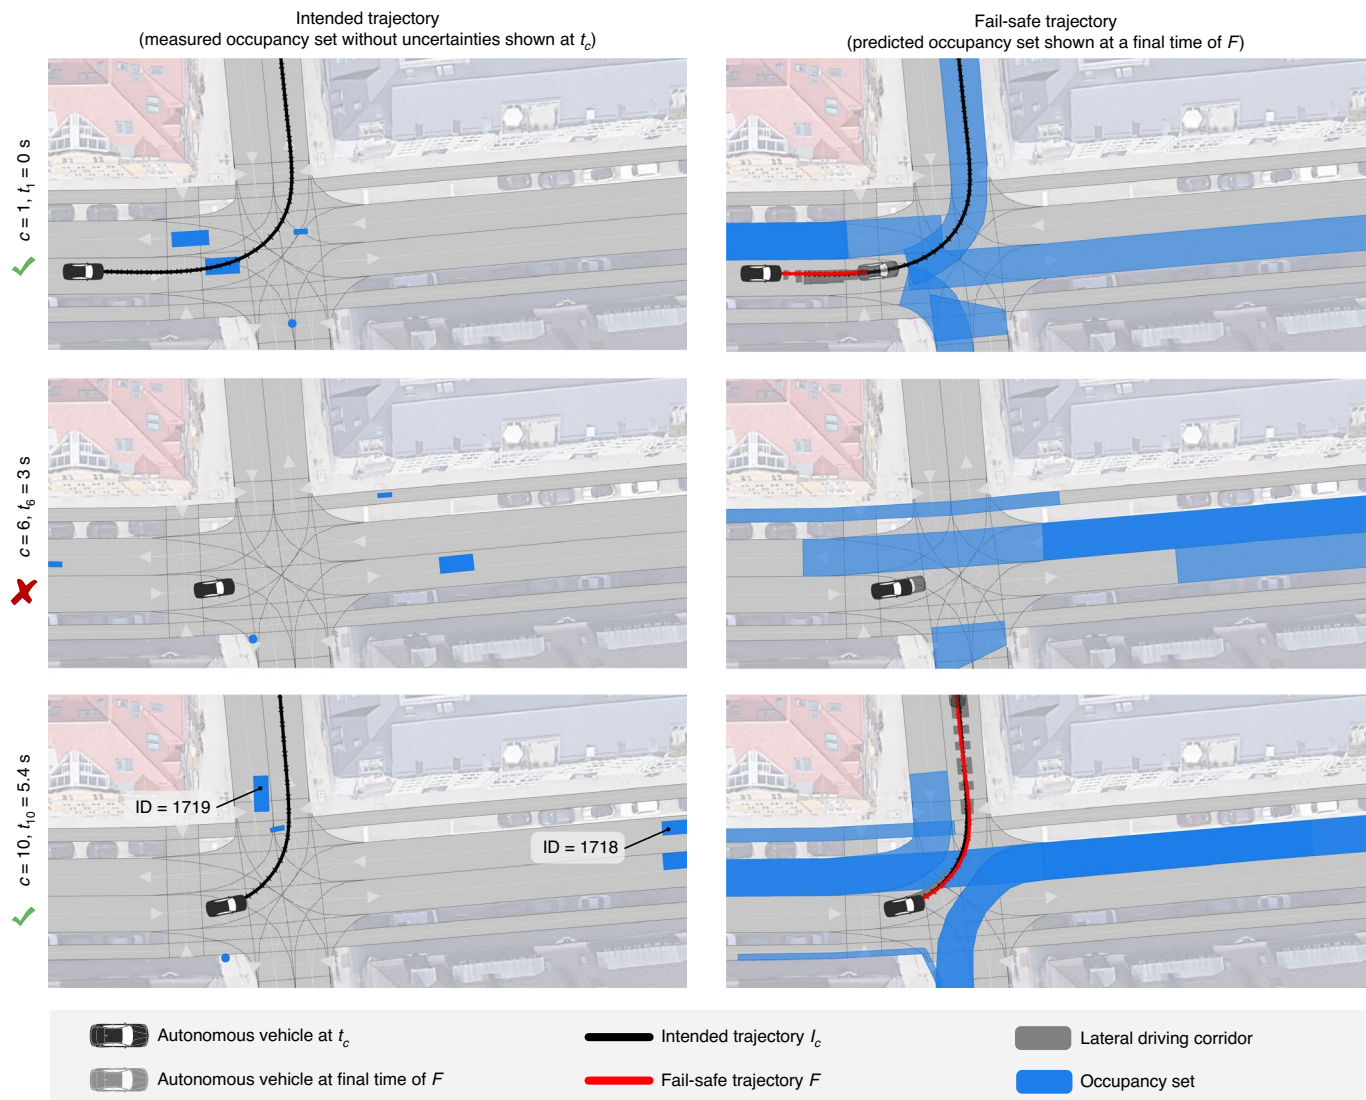 Intended trajectory
(measured occupancy set without uncertainties shown at t_c)
Fail-safe trajectory
(predicted occupancy set shown at a final time of F)
c = 1, t_1 = 0 s
c = 6, t_6 = 3 s
c = 10, t_10 = 5.4 s
ID = 1719
ID = 1718
Autonomous vehicle at t_c
Intended trajectory I_c
Lateral driving corridor
Autonomous vehicle at final time of F
Fail-safe trajectory F
Occupancy set